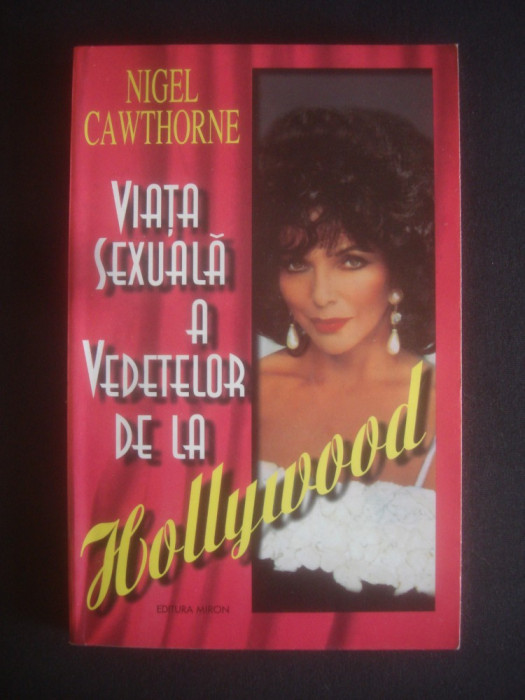 NIGEL
CAWTHORNE
VIAȚA
SEXUALĂ
A
VEDETELOR
DE LA
Hollywood
EDITURA MIRON